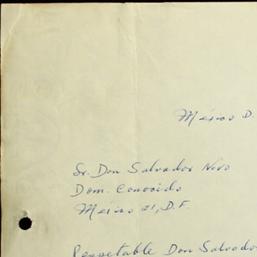 México D.
Sr. Don Salvador Novo
Dom. Conocido
México 21, D.F.
Respetable Don Salvador